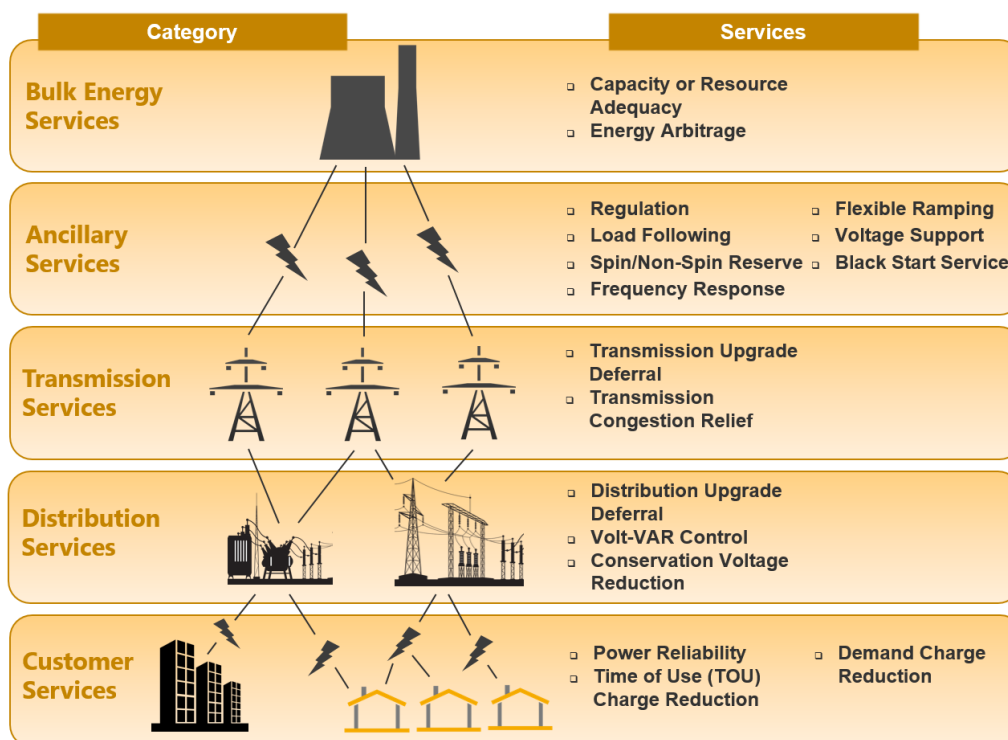 Category
Services
Bulk Energy
Services
Capacity or Resource
Adequacy
Energy Arbitrage
Ancillary
Services
Regulation
Load Following
Spin/Non-Spin Reserve
Frequency Response
Flexible Ramping
Voltage Support
Black Start Service
Transmission
Services
Transmission Upgrade
Deferral
Transmission
Congestion Relief
Distribution
Services
Distribution Upgrade
Deferral
Volt-VAR Control
Conservation Voltage
Reduction
Customer
Services
Power Reliability
Time of Use (TOU)
Charge Reduction
Demand Charge
Reduction